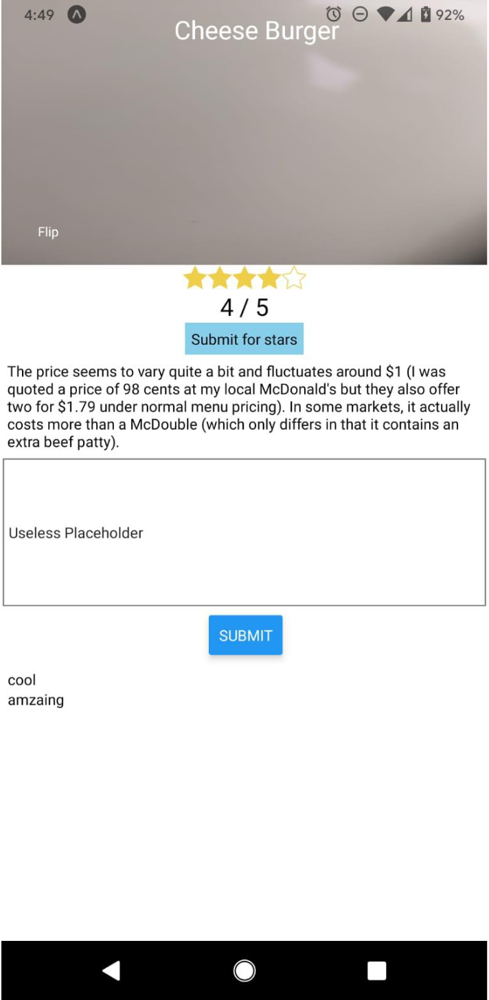 4:49 92%
Cheese Burger
Flip
4 / 5
Submit for stars
The price seems to vary quite a bit and fluctuates around $1 (I was
quoted a price of 98 cents at my local McDonald's but they also offer
two for $1.79 under normal menu pricing). In some markets, it actually
costs more than a McDouble (which only differs in that it contains an
extra beef patty).
Useless Placeholder
SUBMIT
cool
amzaing